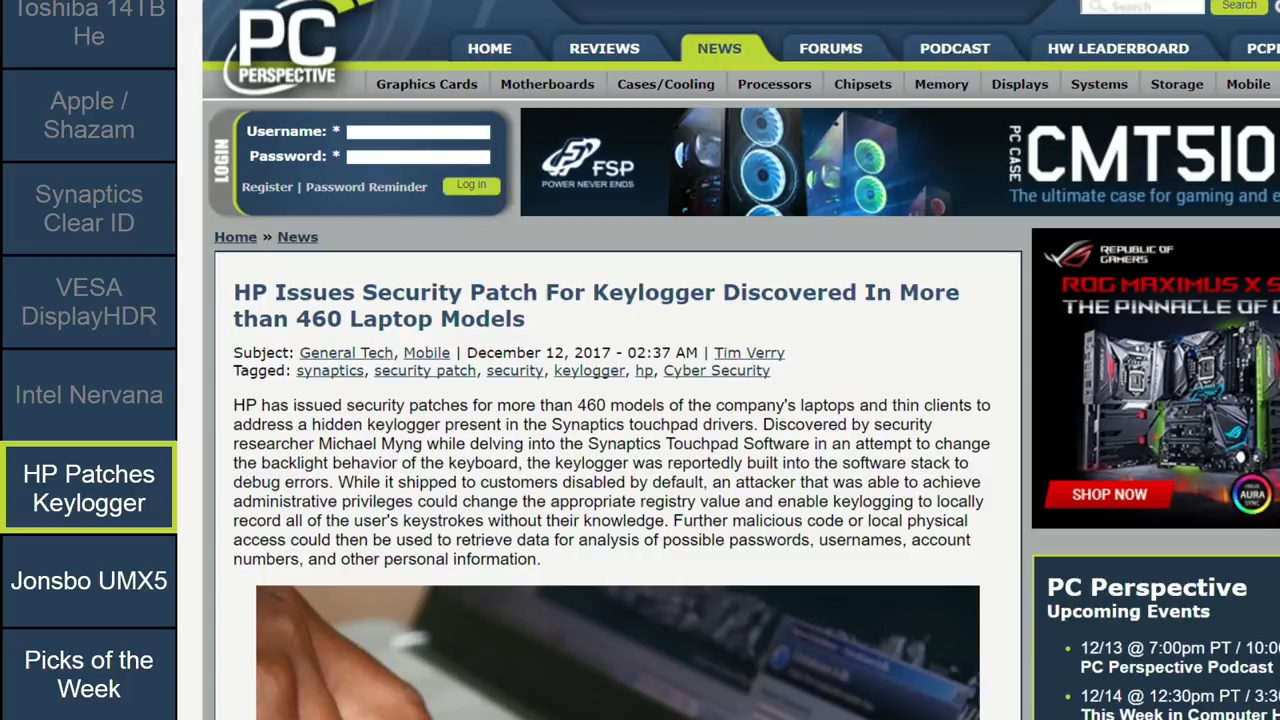 Toshiba 14TB
He
Apple /
Shazam
Synaptics
Clear ID
VESA
DisplayHDR
Intel Nervana
HP Patches
Keylogger
Jonsbo UMX5
Picks of the
Week
PC
PERSPECTIVE
Search
Search
HOME
REVIEWS
NEWS
FORUMS
PODCAST
HW LEADERBOARD
Graphics Cards
Motherboards
Cases/Cooling
Processors
Chipsets
Memory
Displays
Systems
Storage
Mobile
LOGIN
Username: *
Password: *
Register | Password Reminder
Log in
FSP
POWER NEVER ENDS
PC CASE
CMT510
The ultimate case for gaming and
Home » News
HP Issues Security Patch For Keylogger Discovered In More
than 460 Laptop Models
Subject: General Tech, Mobile | December 12, 2017 - 02:37 AM | Tim Verry
Tagged: synaptics, security patch, security, keylogger, hp, Cyber Security
HP has issued security patches for more than 460 models of the company's laptops and thin clients to
address a hidden keylogger present in the Synaptics touchpad drivers. Discovered by security
researcher Michael Myng while delving into the Synaptics Touchpad Software in an attempt to change
the backlight behavior of the keyboard, the keylogger was reportedly built into the software stack to
debug errors. While it shipped to customers disabled by default, an attacker that was able to achieve
administrative privileges could change the appropriate registry value and enable keylogging to locally
record all of the user's keystrokes without their knowledge. Further malicious code or local physical
access could then be used to retrieve data for analysis of possible passwords, usernames, account
numbers, and other personal information.
REPUBLIC OF
GAMERS
ROG MAXIMUS X
THE PINNACLE OF
SHOP NOW
AURA
SYNC
PC Perspective
Upcoming Events
12/13 @ 7:00pm PT /
PC Perspective Podcast
12/14 @ 12:30pm PT /
This Week in Computer